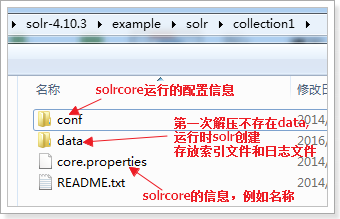 solr-4.10.3 ▸ example ▸ solr ▸ collection1 ▸
名称
修改日
solrcore运行的配置信息
conf
2014,
第一次解压不存在data,
运行时solr创建
存放索引文件和日志文件
data
2016,
core.properties
2014,
README.txt
2014,
solrcore的信息，例如名称